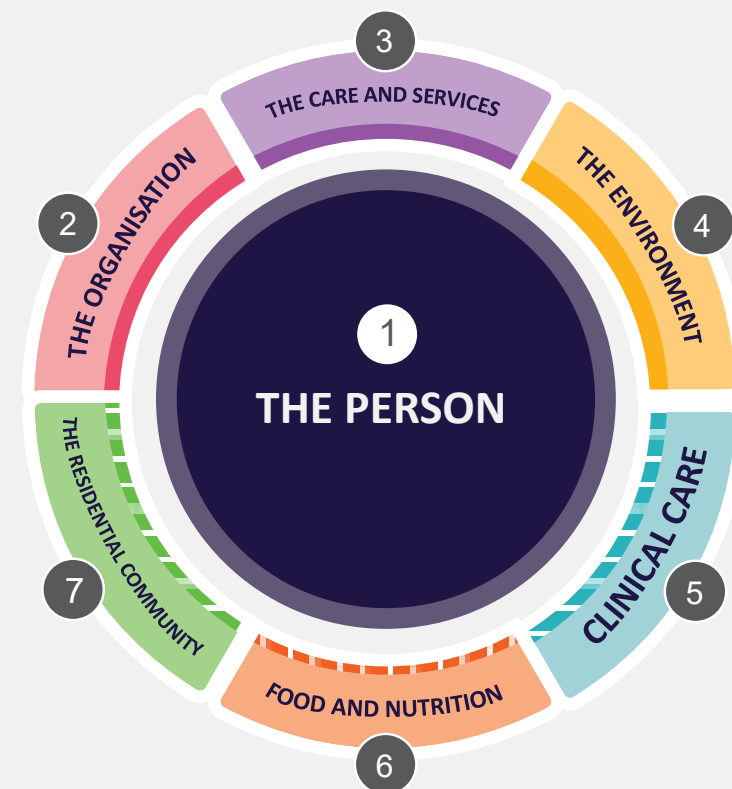 1
THE PERSON
2
THE ORGANISATION
3
THE CARE AND SERVICES
4
THE ENVIRONMENT
5
CLINICAL CARE
6
FOOD AND NUTRITION
7
THE RESIDENTIAL COMMUNITY